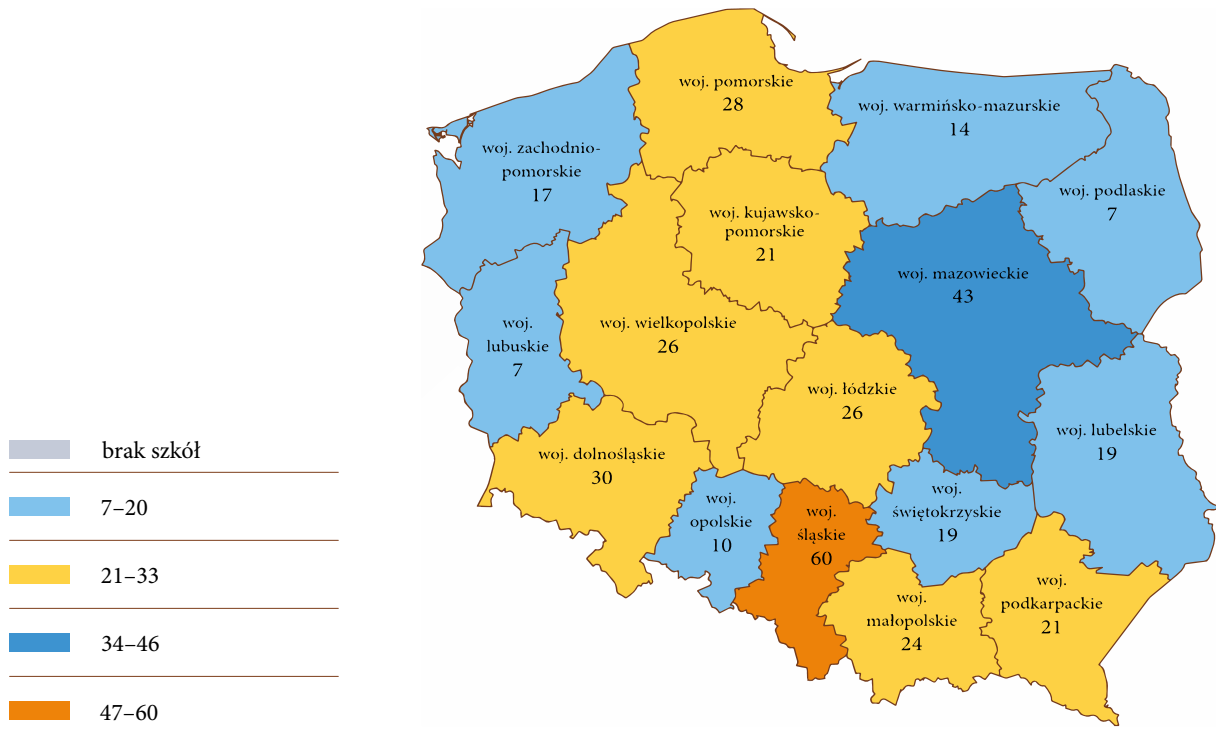 woj. pomorskie
28
woj. warmińsko-mazurskie
14
woj. zachodnio-
pomorskie
17
woj. podlaskie
7
woj. kujawsko-
pomorskie
21
woj. mazowieckie
43
woj.
lubuskie
7
woj. wielkopolskie
26
woj. łódzkie
26
woj. lubelskie
19
woj. dolnośląskie
30
woj.
opolskie
10
woj.
śląskie
60
woj.
świętokrzyskie
19
woj.
małopolskie
24
woj.
podkarpackie
21
brak szkół
7–20
21–33
34–46
47–60